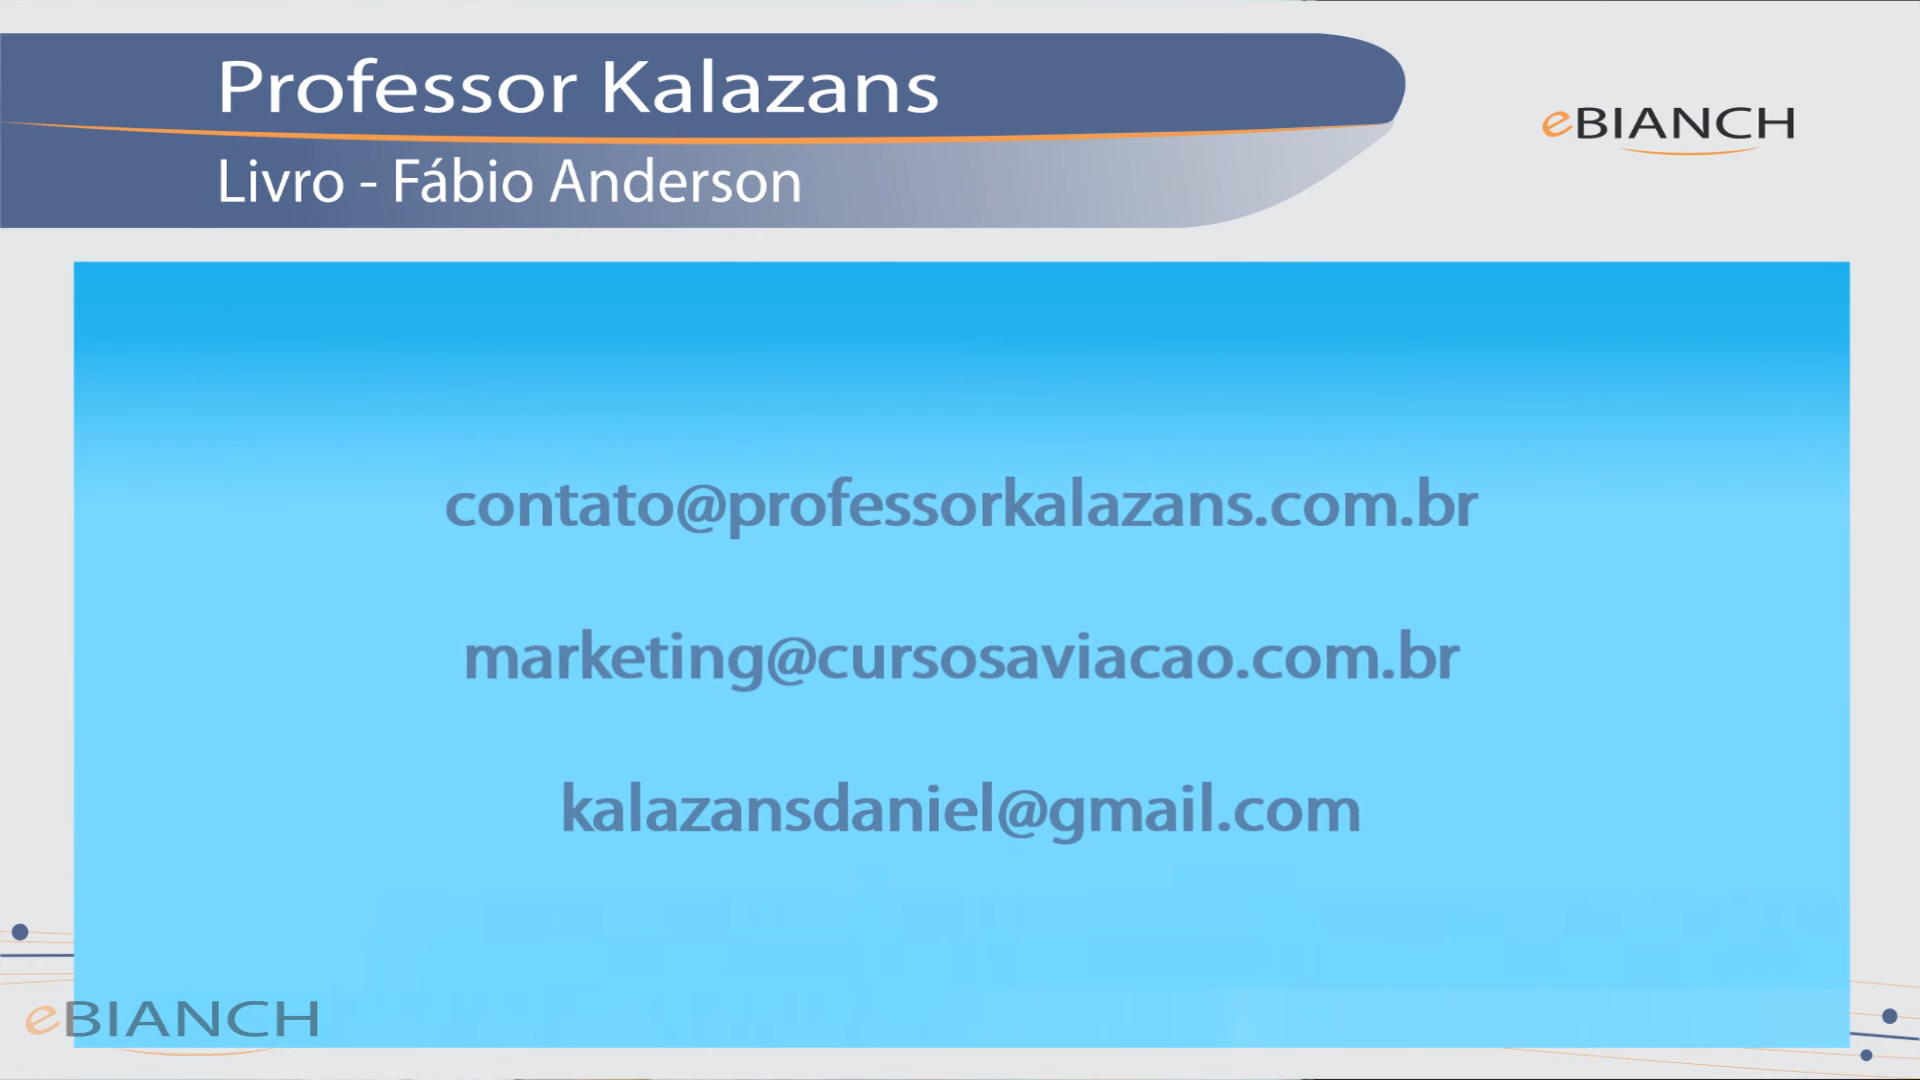 Professor Kalazans
eBIANCH
Livro - Fábio Anderson
contato@professorkalazans.com.br
marketing@cursosaviacao.com.br
kalazansdaniel@gmail.com
eBIANCH